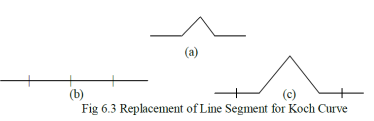 (a)
(b) (c)
Fig 6.3 Replacement of Line Segment for Koch Curve